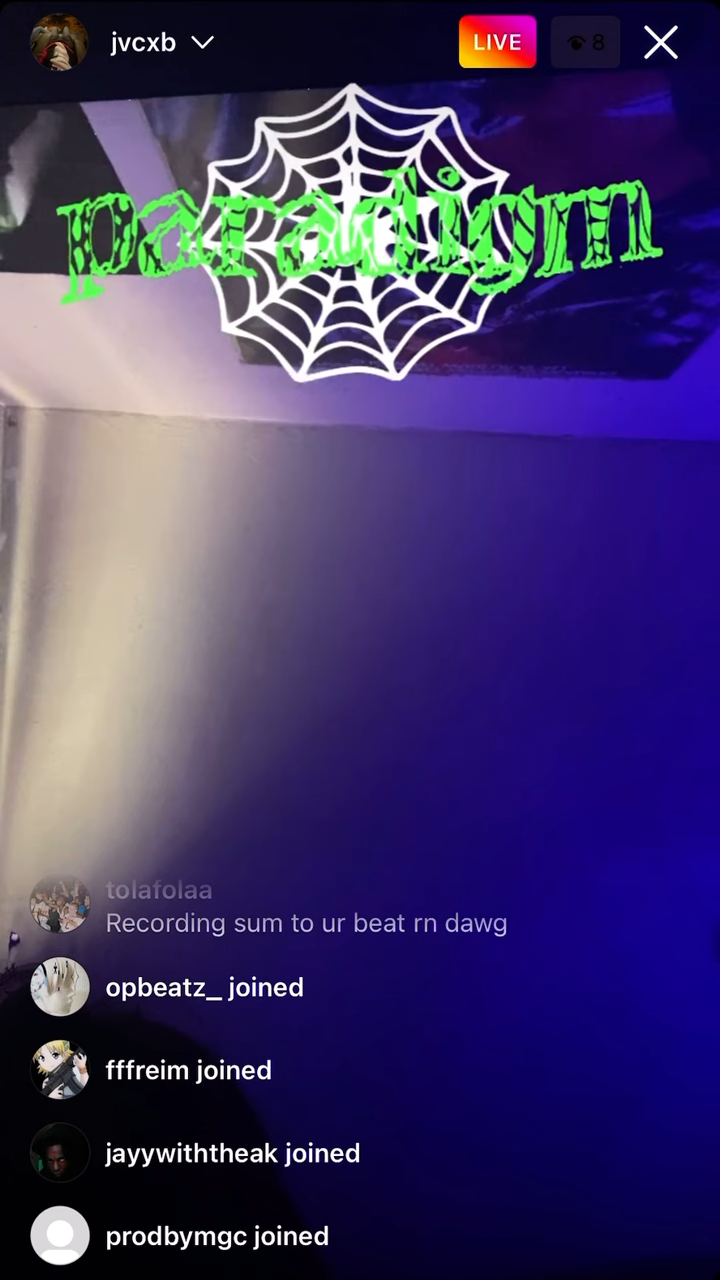 jvcxb
LIVE
8
paradigm
tolafolaa
Recording sum to ur beat rn dawg
opbeatz_ joined
fffreim joined
jayywiththeak joined
prodbymgc joined